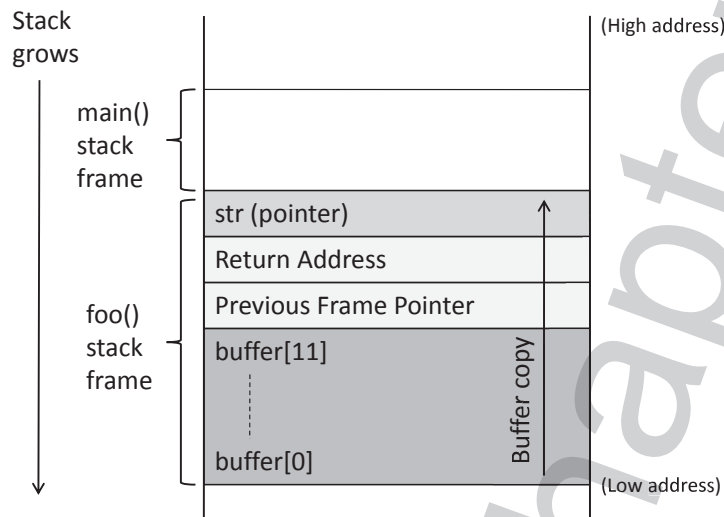 Stack
grows
(High address)
main()
stack
frame
str (pointer)
Return Address
Previous Frame Pointer
foo()
stack
frame
buffer[11]
buffer[0]
Buffer copy
(Low address)